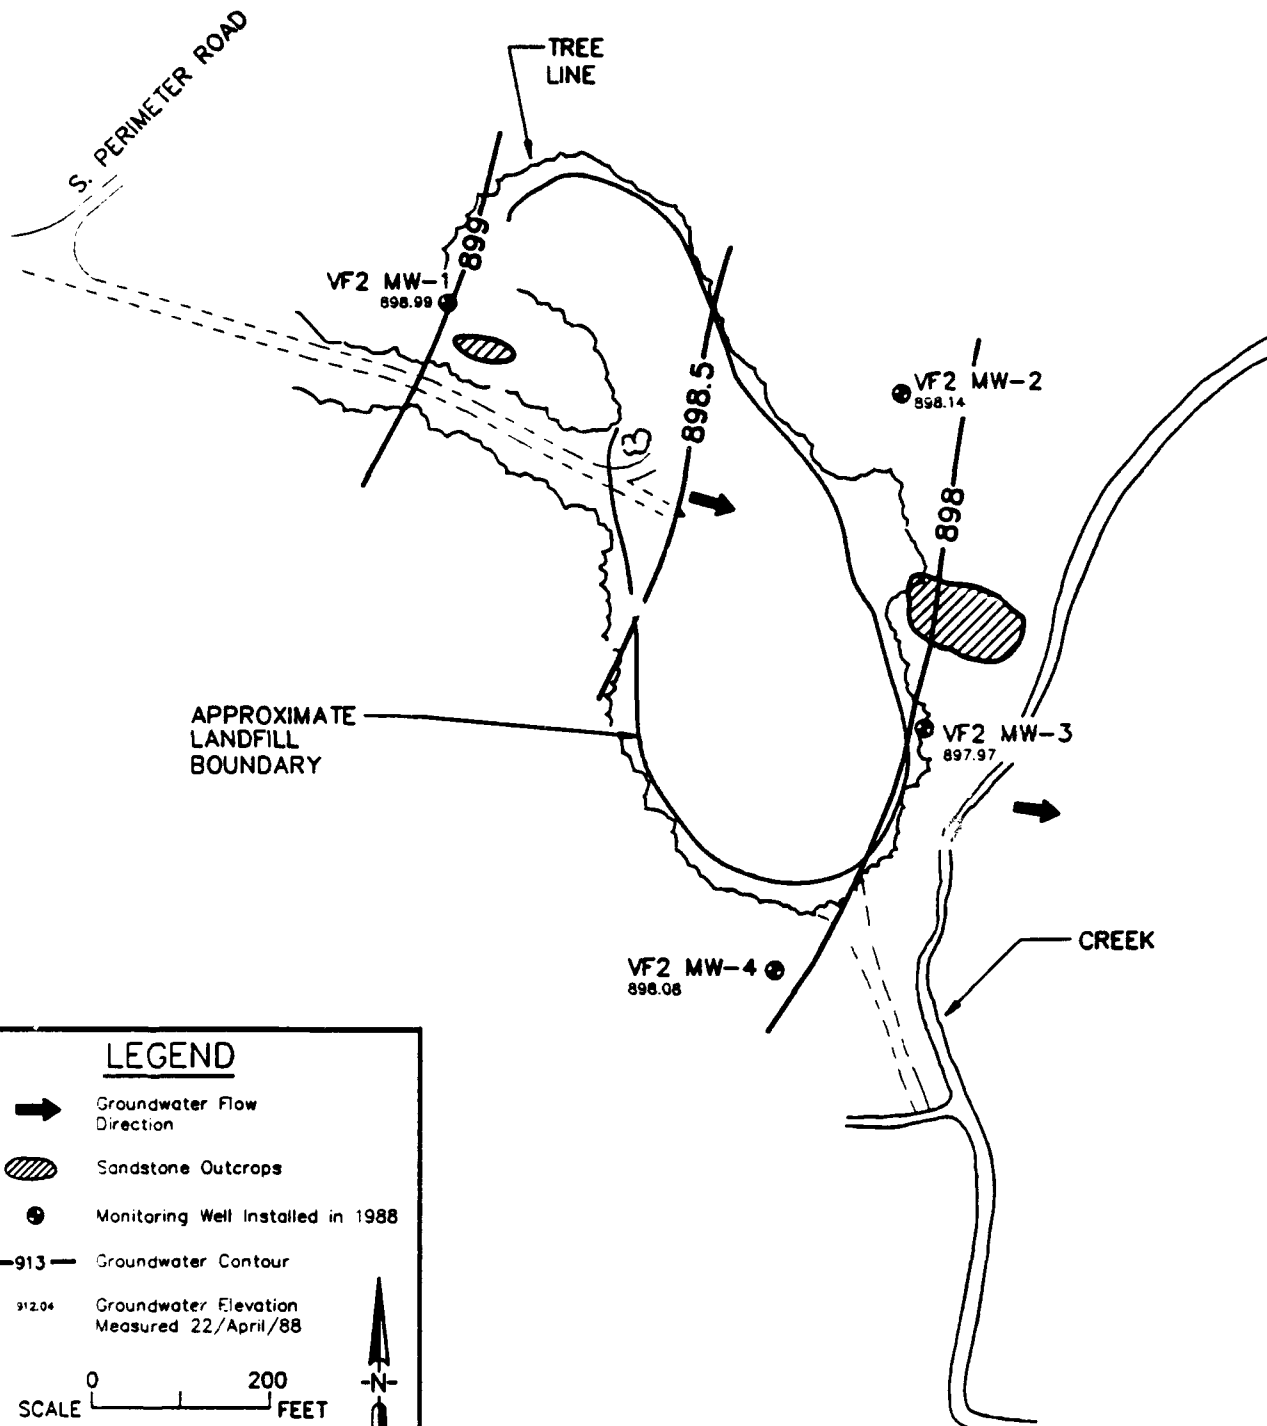 S. PERIMETER ROAD
TREE
LINE
899
VF2 MW-1
898.99
898.5
VF2 MW-2
898.14
13
898
APPROXIMATE
LANDFILL
BOUNDARY
VF2 MW-3
897.97
CREEK
VF2 MW-4
898.08
LEGEND
Groundwater Flow
Direction
Sandstone Outcrops
Monitoring Well Installed in 1988
913
Groundwater Contour
912.04
Groundwater Elevation
Measured 22/April/88
0 200
SCALE FEET
-N-